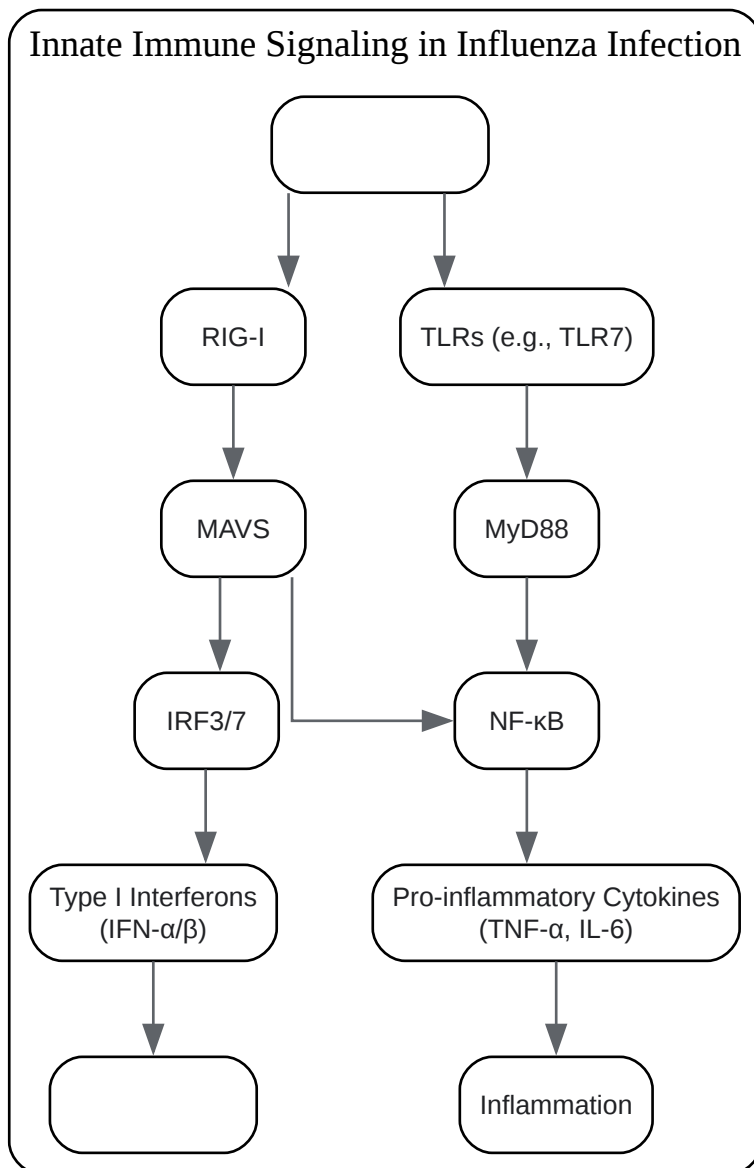 Innate Immune Signaling in Influenza Infection
RIG-I
TLRs (e.g., TLR7)
MAVS
MyD88
IRF3/7
NF-κB
Type I Interferons
(IFN-α/β)
Pro-inflammatory Cytokines
(TNF-α, IL-6)
Inflammation